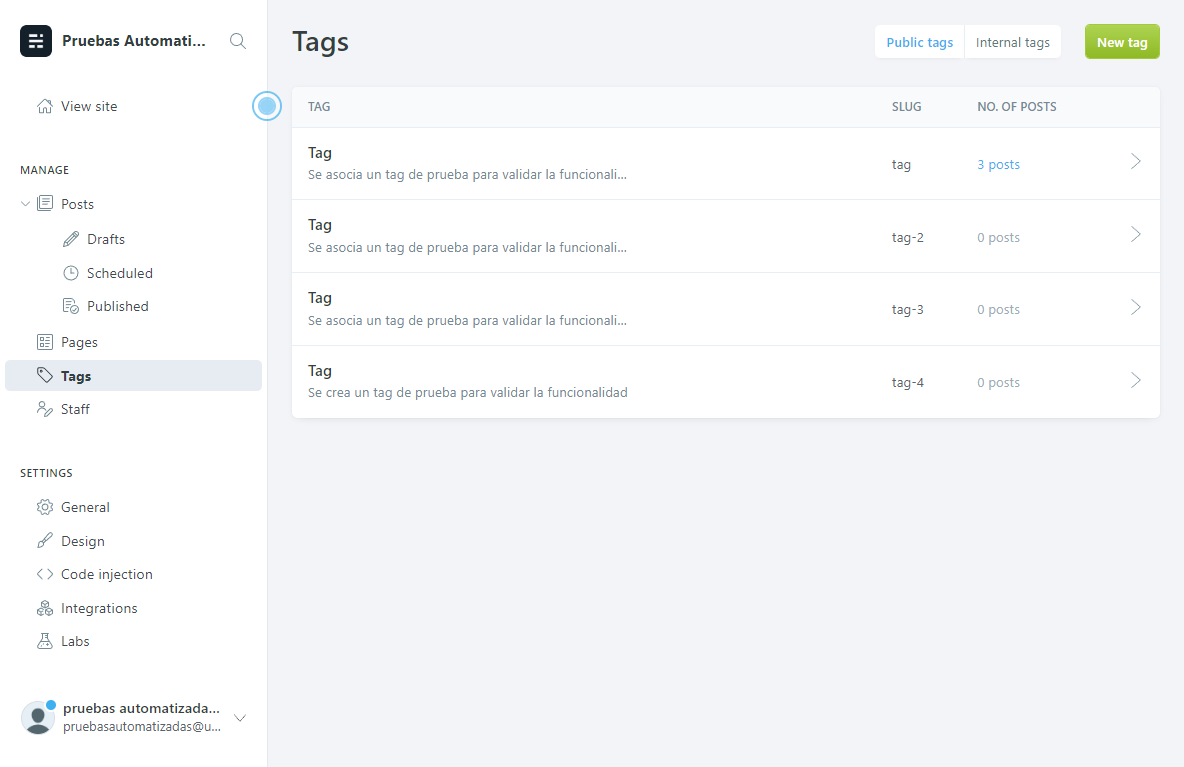 Pruebas Automati...
View site
MANAGE
Posts
Drafts
Scheduled
Published
Pages
Tags
Staff
SETTINGS
General
Design
Code injection
Integrations
Labs
pruebas automatizada...
pruebasautomatizadas@u...
Tags
Public tags
Internal tags
New tag
TAG SLUG NO. OF POSTS
Tag
Se asocia un tag de prueba para validar la funcionali...
tag
3 posts
Tag
Se asocia un tag de prueba para validar la funcionali...
tag-2
0 posts
Tag
Se asocia un tag de prueba para validar la funcionali...
tag-3
0 posts
Tag
Se crea un tag de prueba para validar la funcionalidad
tag-4
0 posts